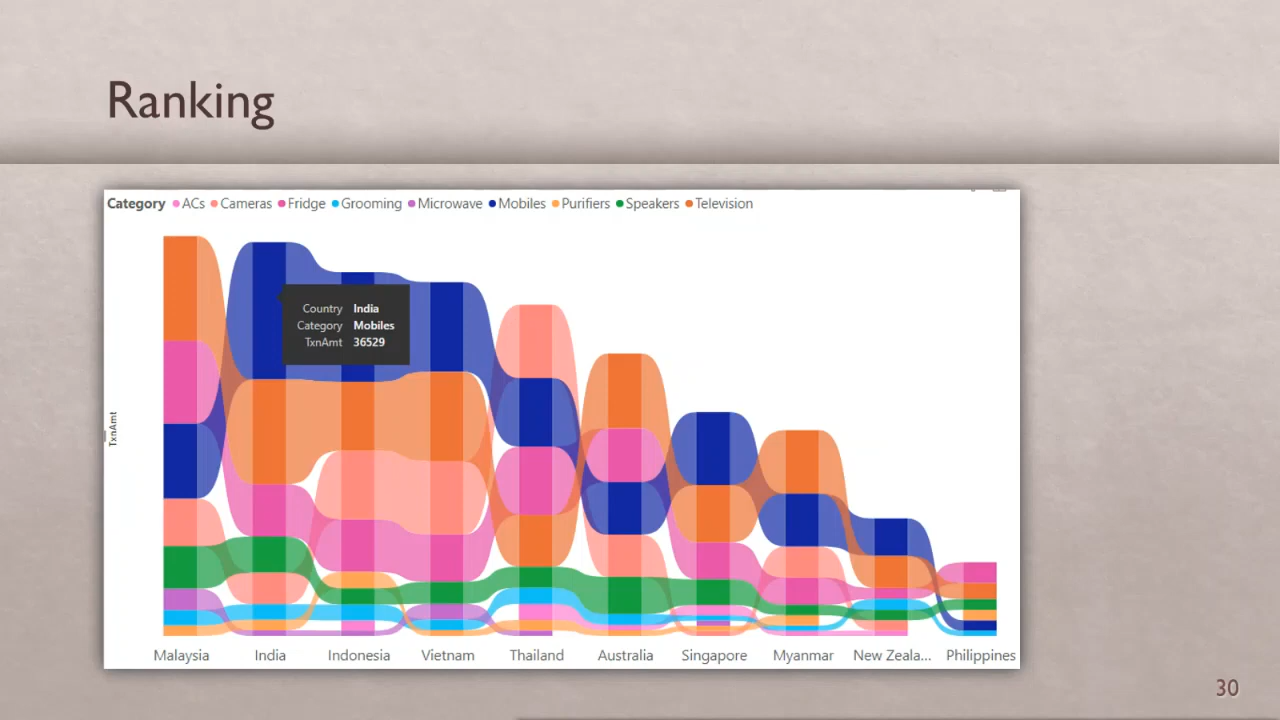 Ranking
Category ACs Cameras Fridge Grooming Microwave Mobiles Purifiers Speakers Television
Country India
Category Mobiles
TxnAmt 36529
TxnAmt
Malaysia India Indonesia Vietnam Thailand Australia Singapore Myanmar New Zeala... Philippines
30